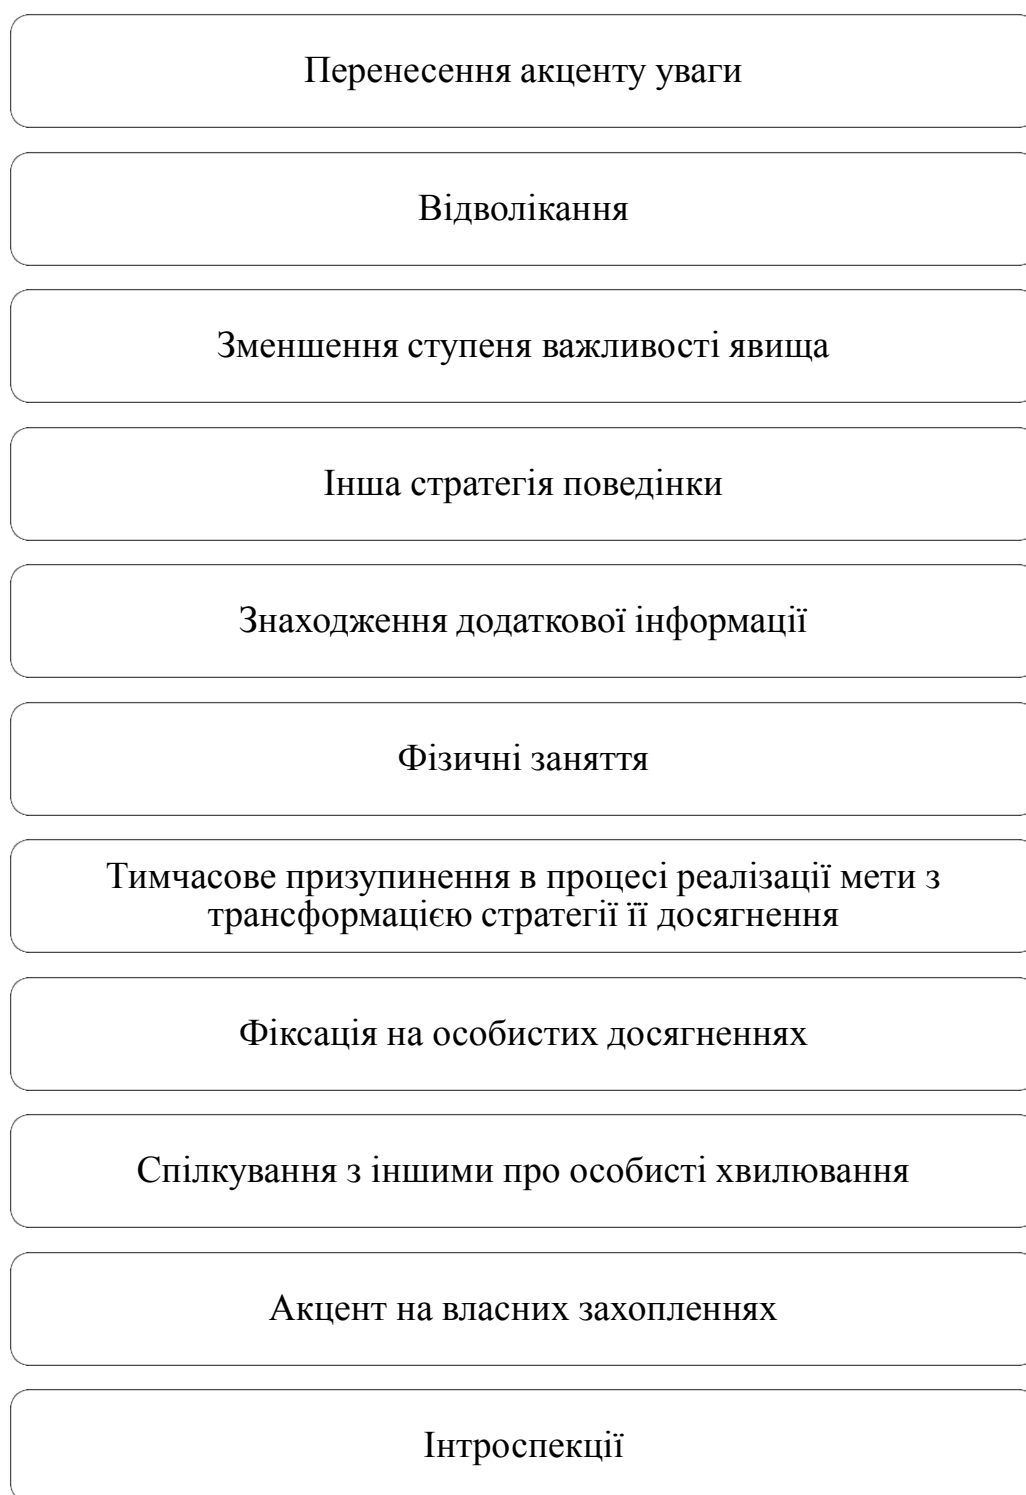 Перенесення акценту уваги
Відволікання
Зменшення ступеня важливості явища
Інша стратегія поведінки
Знаходження додаткової інформації
Фізичні заняття
Тимчасове призупинення в процесі реалізації мети з
трансформацією стратегії її досягнення
Фіксація на особистих досягненнях
Спілкування з іншими про особисті хвилювання
Акцент на власних захопленнях
Інтроспекції